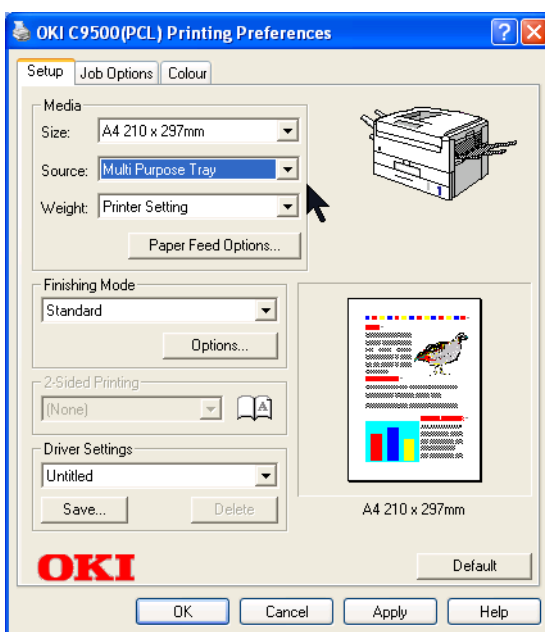 OKI C9500(PCL) Printing Preferences
Setup Job Options Colour
Media
Size: A4 210 x 297mm
Source: Multi Purpose Tray
Weight: Printer Setting
Paper Feed Options...
1
Finishing Mode
Standard
Options...
2-Sided Printing
(None)
A
Driver Settings
Untitled
Save... Delete
A4 210 x 297mm
OKI
Default
OK Cancel Apply Help